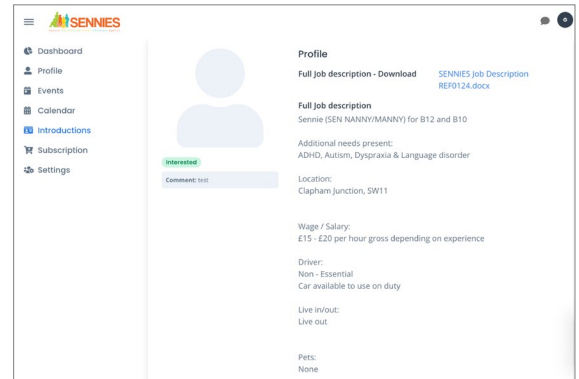 SENNIES
G
Dashboard
Profile
Events
Calendar
Introductions
Subscription
Settings
Interested
Comment: test
Profile
Full Job description - Download
SENNIES Job Description
REF0124.docx
Full Job description
Sennie (SEN NANNY/MANNY) for B12 and B10
Additional needs present:
ADHD, Autism, Dyspraxia & Language disorder
Location:
Clapham Junction, SW11
Wage / Salary:
£15 - £20 per hour gross depending on experience
Driver:
Non - Essential
Car available to use on duty
Live in/out:
Live out
Pets:
None